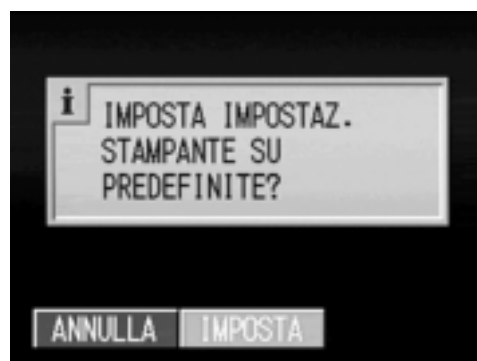 i
IMPOSTA IMPOSTAZ.
STAMPANTE SU
PREDEFINITE?
ANNULLA IMPOSTA